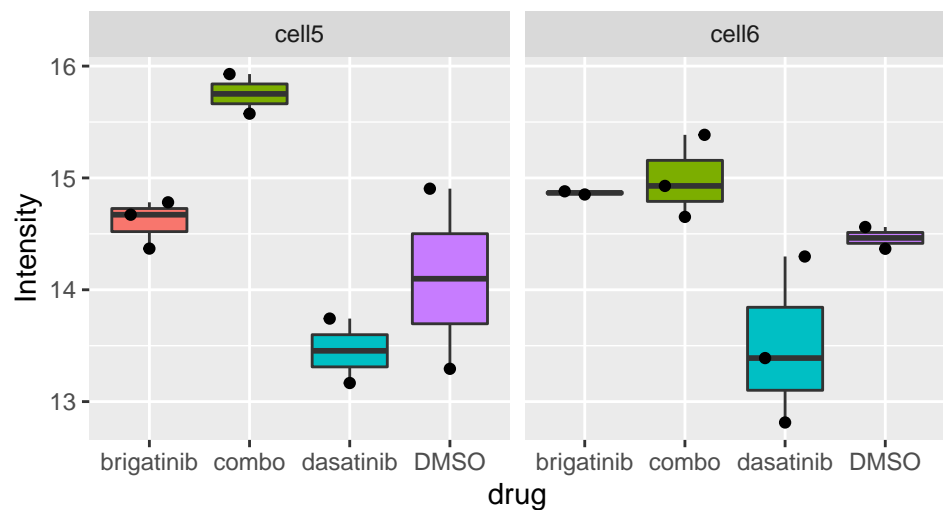 cell5 cell6
16
15
14
13
Intensity
brigatinib combo dasatinib DMSO brigatinib combo dasatinib DMSO
drug